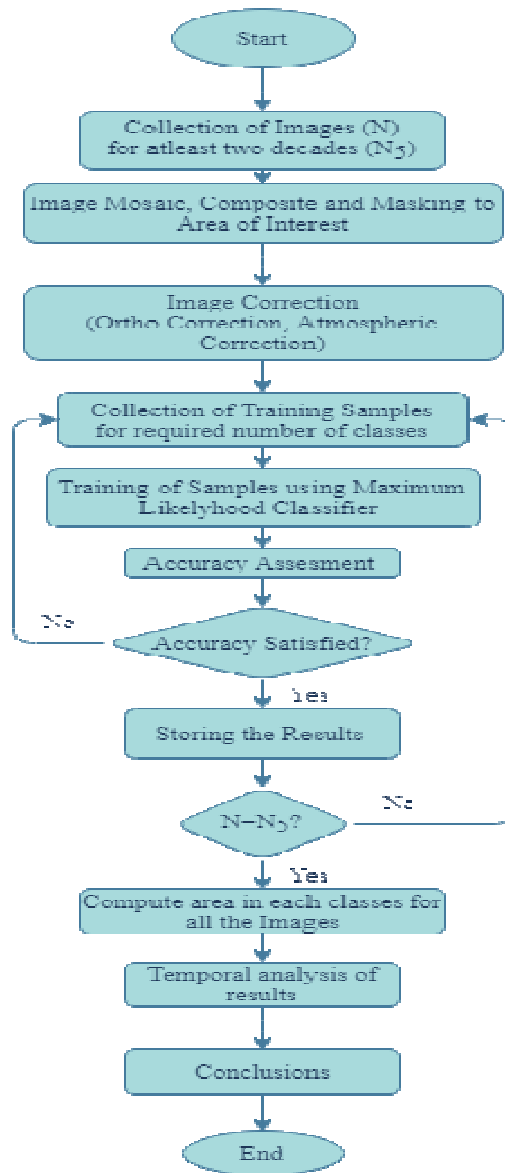 Start
Collection of Images (N)
for atleast two decades (N₅)
Image Mosaic, Composite and Masking to
Area of Interest
Image Correction
(Ortho Correction, Atmospheric
Correction)
Collection of Training Samples
for required number of classes
Training of Samples using Maximum
Likelyhood Classifier
Accuracy Assesment
No
Accuracy Satisfied?
Yes
Storing the Results
No
Yes
Compute area in each classes for
all the Images
Temporal analysis of
results
Conclusions
End